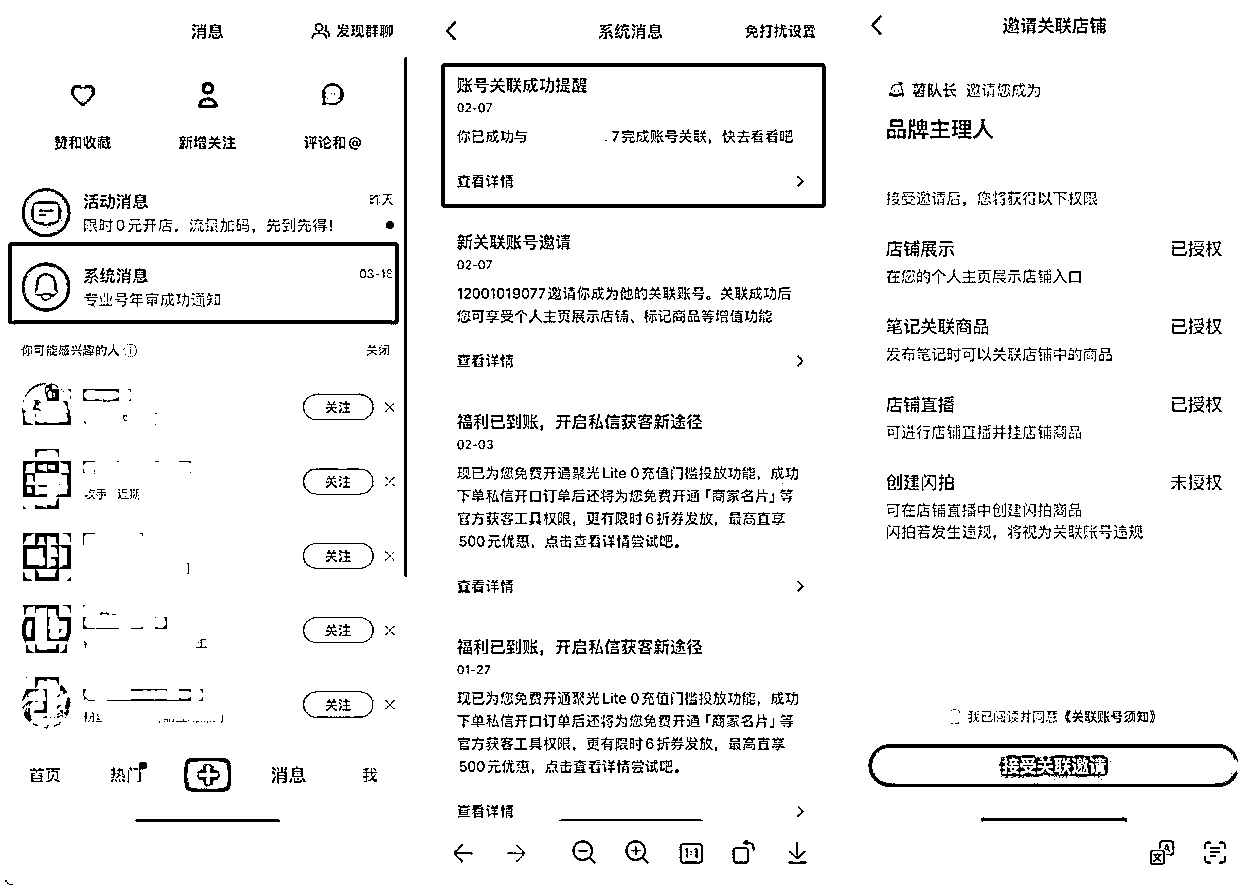 消息
发现群聊
赞和收藏
新增关注
评论和@
活动消息
昨天
限时0元开店，流量加码，先到先得！
系统消息
03-18
专业号年审成功通知
你可能感兴趣的人
关闭
关注
歌手 近期
关注
关注
关注
关注
首页
热门
消息
我
系统消息
免打扰设置
账号关联成功提醒
02-07
你已成功与 .7完成账号关联，快去看看吧
查看详情
新关联账号邀请
02-07
12001019077邀请你成为他的关联账号。关联成功后
您可享受个人主页展示店铺、标记商品等增值功能
查看详情
福利已到账，开启私信获客新途径
02-03
现已为您免费开通聚光Lite 0充值门槛投放功能，成功
下单私信开口订单后还将为您免费开通「商家名片」等
官方获客工具权限，更有限时6折券发放，最高直享
500元优惠，点击查看详情尝试吧。
查看详情
福利已到账，开启私信获客新途径
01-27
现已为您免费开通聚光Lite 0充值门槛投放功能，成功
下单私信开口订单后还将为您免费开通「商家名片」等
官方获客工具权限，更有限时6折券发放，最高直享
500元优惠，点击查看详情尝试吧。
查看详情
1:1
邀请关联店铺
薯队长 邀请您成为
品牌主理人
接受邀请后，您将获得以下权限
店铺展示
已授权
在您的个人主页展示店铺入口
笔记关联商品
已授权
发布笔记时可以关联店铺中的商品
店铺直播
已授权
可进行店铺直播并挂店铺商品
创建闪拍
未授权
可在店铺直播中创建闪拍商品
闪拍若发生违规，将视为关联账号违规
我已阅读并同意《关联账号须知》
接受关联邀请